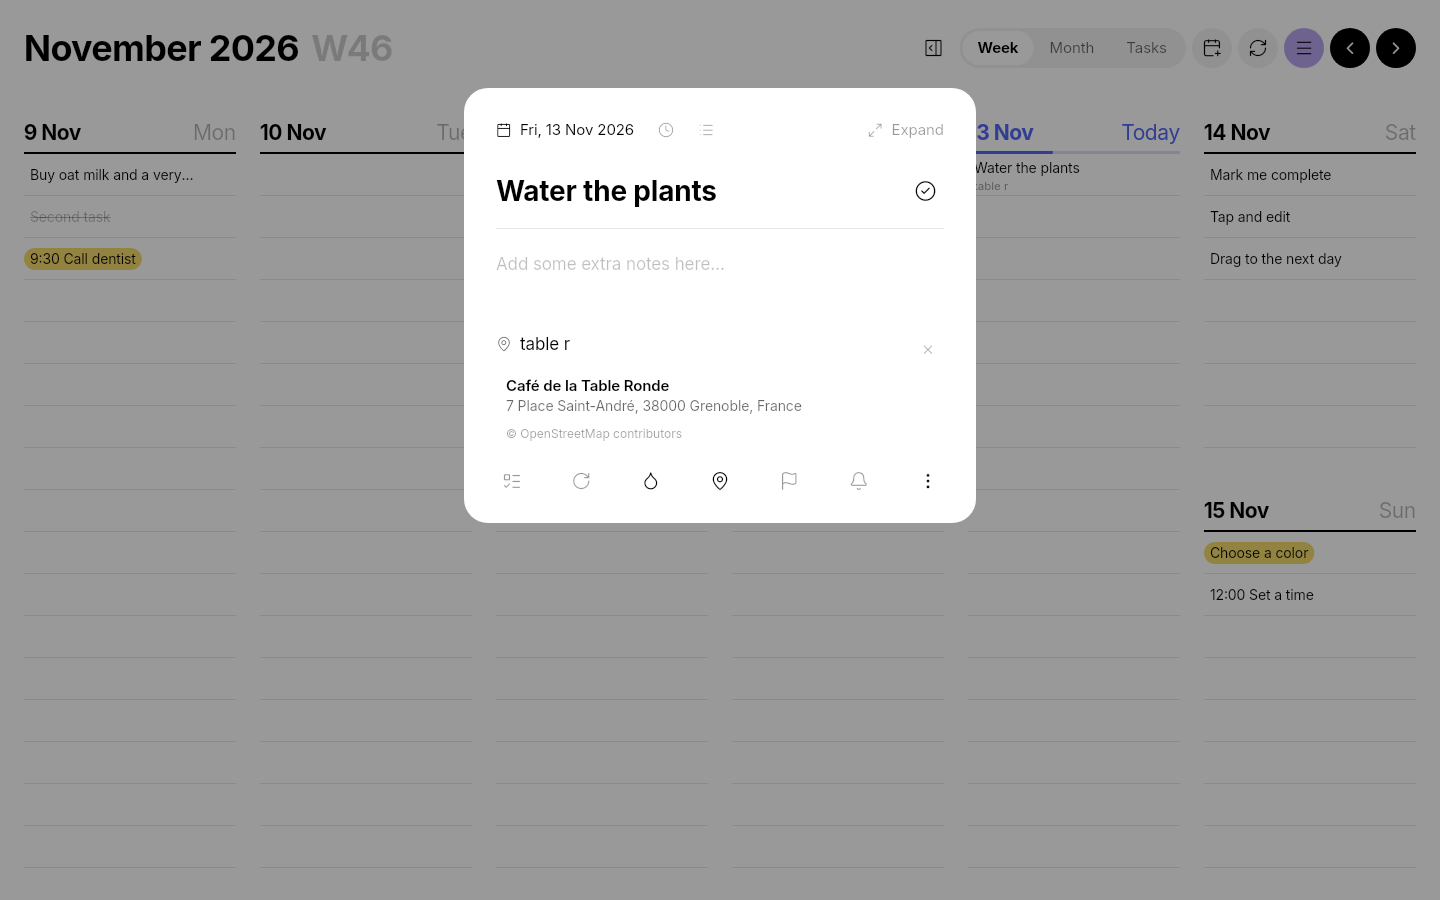 November 2026 W46
Week
Month
Tasks
9 Nov Mon
Buy oat milk and a very...
Second task
9:30 Call dentist
10 Nov Tue
3 Nov Today
Water the plants
table r
14 Nov Sat
Mark me complete
Tap and edit
Drag to the next day
15 Nov Sun
Choose a color
12:00 Set a time
Fri, 13 Nov 2026
Expand
Water the plants
Add some extra notes here...
table r
Café de la Table Ronde
7 Place Saint-André, 38000 Grenoble, France
© OpenStreetMap contributors